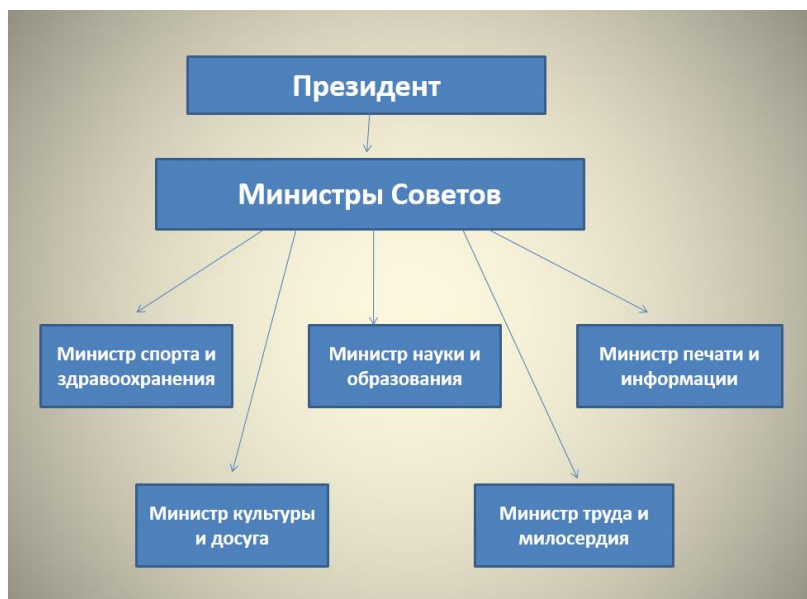 Президент
Министры Советов
Министр спорта и
здравоохранения
Министр науки и
образования
Министр печати и
информации
Министр культуры
и досуга
Министр труда и
милосердия